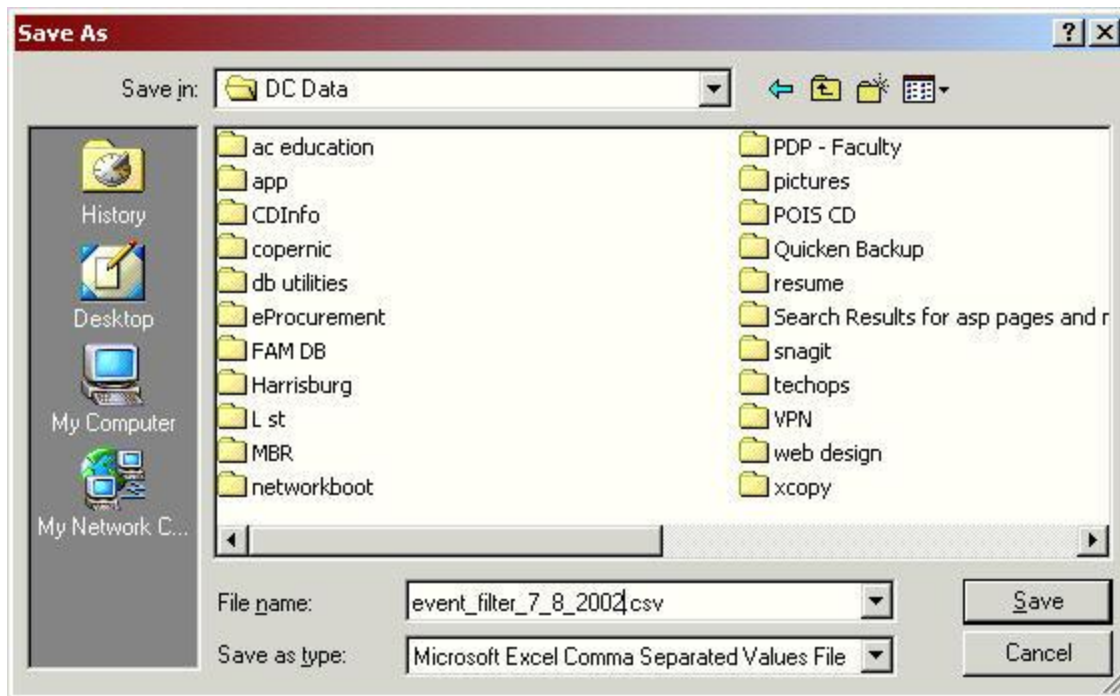 Save As
Save in: DC Data
History
Desktop
My Computer
My Network C...
ac education
app
CDInfo
copernic
db utilities
eProcurement
FAM DB
Harrisburg
L st
MBR
networkboot
PDP - Faculty
pictures
POIS CD
Quicken Backup
resume
Search Results for asp pages and r
snagit
techops
VPN
web design
xcopy
File name: event_filter_7_8_2002.csv
Save
Save as type: Microsoft Excel Comma Separated Values File
Cancel